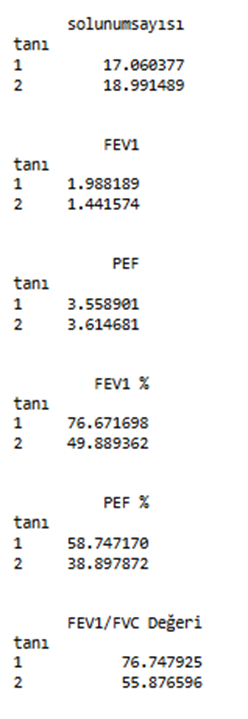 solunumsayısı
tanı
1 17.060377
2 18.991489
FEV1
tanı
1 1.988189
2 1.441574
PEF
tanı
1 3.558901
2 3.614681
FEV1 %
tanı
1 76.671698
2 49.889362
PEF %
tanı
1 58.747170
2 38.897872
FEV1/FVC Değeri
tanı
1 76.747925
2 55.876596